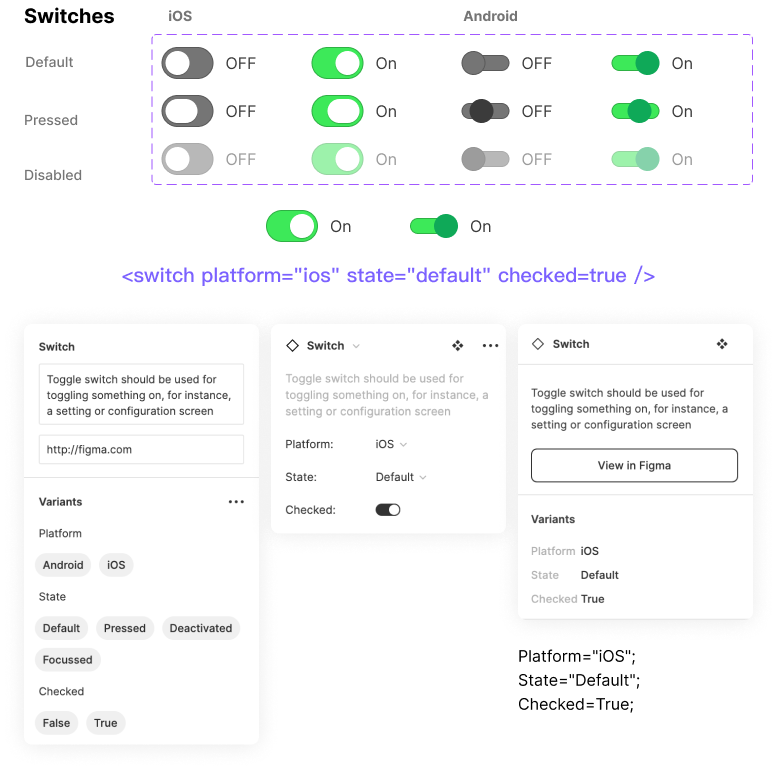 Switches
iOS
Android
Default
OFF
On
OFF
On
Pressed
OFF
On
OFF
On
Disabled
OFF
On
OFF
On
On
On
<switch platform="ios" state="default" checked=true />
Switch
Toggle switch should be used for
toggling something on, for instance,
a setting or configuration screen
http://figma.com
Variants
Platform
Android
iOS
State
Default
Pressed
Deactivated
Focussed
Checked
False
True
Switch
Toggle switch should be used for
toggling something on, for instance, a
setting or configuration screen
Platform:
iOS
State:
Default
Checked:
Switch
Toggle switch should be used for
toggling something on, for instance, a
setting or configuration screen
View in Figma
Variants
Platform iOS
State Default
Checked True
Platform="iOS";
State="Default";
Checked=True;